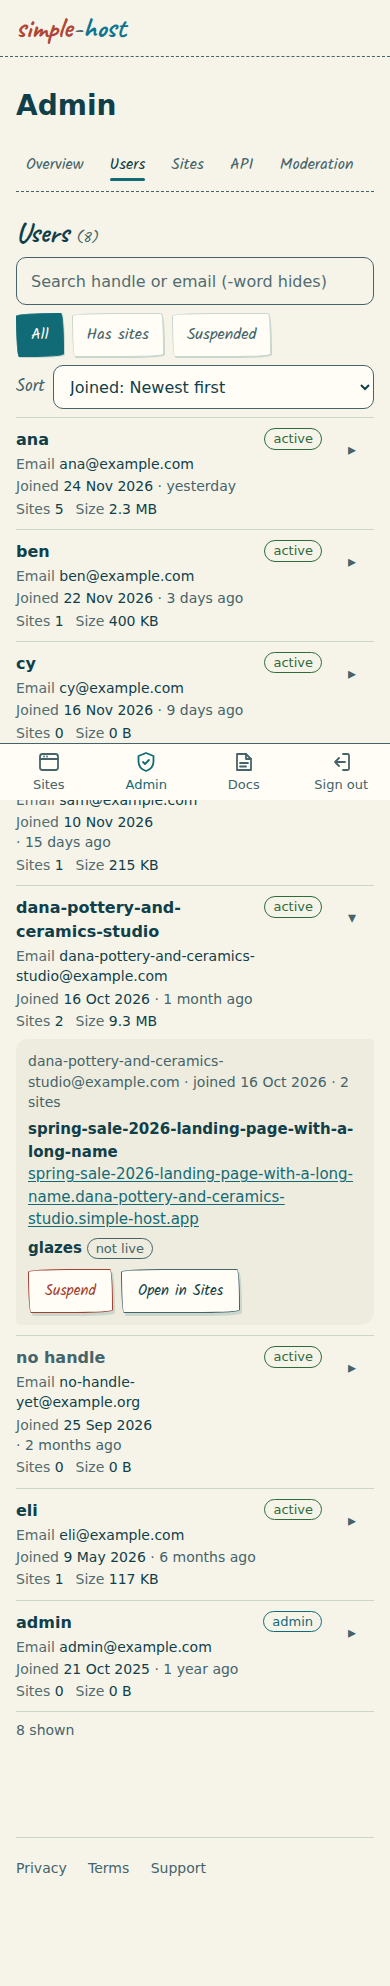 simple-host
Admin
Overview Users Sites API Moderation
Users (8)
Search handle or email (-word hides)
All Has sites Suspended
Sort Joined: Newest first
ana active
Email ana@example.com
Joined 24 Nov 2026 · yesterday
Sites 5 Size 2.3 MB
ben active
Email ben@example.com
Joined 22 Nov 2026 · 3 days ago
Sites 1 Size 400 KB
cy active
Email cy@example.com
Joined 16 Nov 2026 · 9 days ago
Sites 0 Size 0 B
Sites Admin Docs Sign out
Email sam@example.com
Joined 10 Nov 2026
· 15 days ago
Sites 1 Size 215 KB
dana-pottery-and- active
ceramics-studio
Email dana-pottery-and-ceramics-
studio@example.com
Joined 16 Oct 2026 · 1 month ago
Sites 2 Size 9.3 MB
dana-pottery-and-ceramics-
studio@example.com · joined 16 Oct 2026 · 2
sites
spring-sale-2026-landing-page-with-a-
long-name
spring-sale-2026-landing-page-with-a-long-
name.dana-pottery-and-ceramics-
studio.simple-host.app
glazes not live
Suspend Open in Sites
no handle active
Email no-handle-
yet@example.org
Joined 25 Sep 2026
· 2 months ago
Sites 0 Size 0 B
eli active
Email eli@example.com
Joined 9 May 2026 · 6 months ago
Sites 1 Size 117 KB
admin admin
Email admin@example.com
Joined 21 Oct 2025 · 1 year ago
Sites 0 Size 0 B
8 shown
Privacy Terms Support